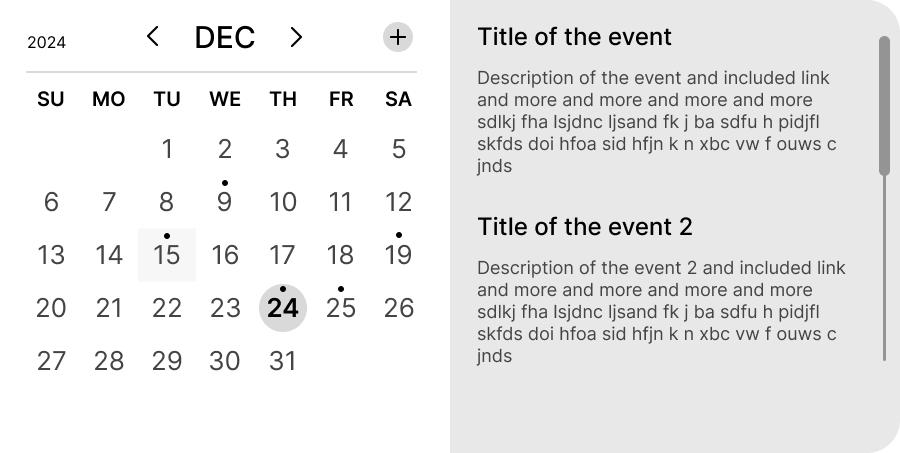 2024
DEC
SU MO TU WE TH FR SA
1 2 3 4 5
6 7 8 9 10 11 12
13 14 15 16 17 18 19
20 21 22 23 24 25 26
27 28 29 30 31
Title of the event
Description of the event and included link
and more and more and more and more
sdlkj fha lsjdnc ljsand fk j ba sdfu h pidjfl
skfds doi hfoa sid hfjn k n xbc vw f ouws c
jnds
Title of the event 2
Description of the event 2 and included link
and more and more and more and more
sdlkj fha lsjdnc ljsand fk j ba sdfu h pidjfl
skfds doi hfoa sid hfjn k n xbc vw f ouws c
jnds